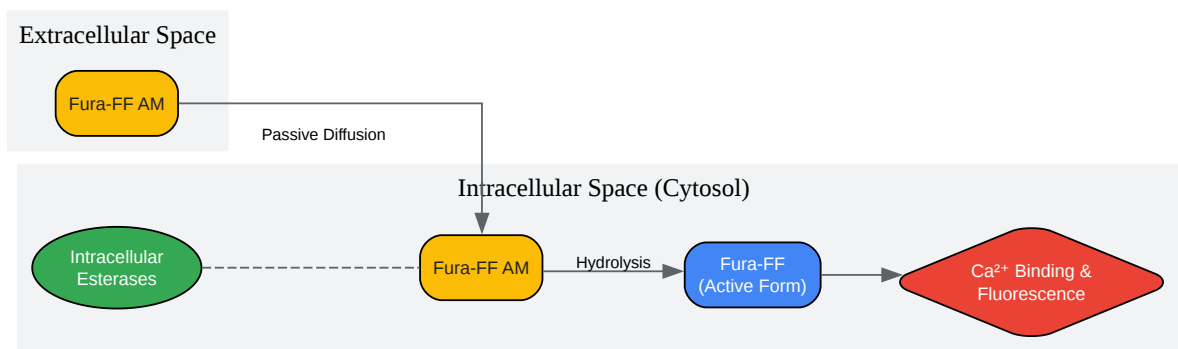 Extracellular Space
Fura-FF AM
Passive Diffusion
Intracellular Space (Cytosol)
Intracellular
Esterases
Fura-FF AM
Hydrolysis
Fura-FF
(Active Form)
Ca²⁺ Binding &
Fluorescence